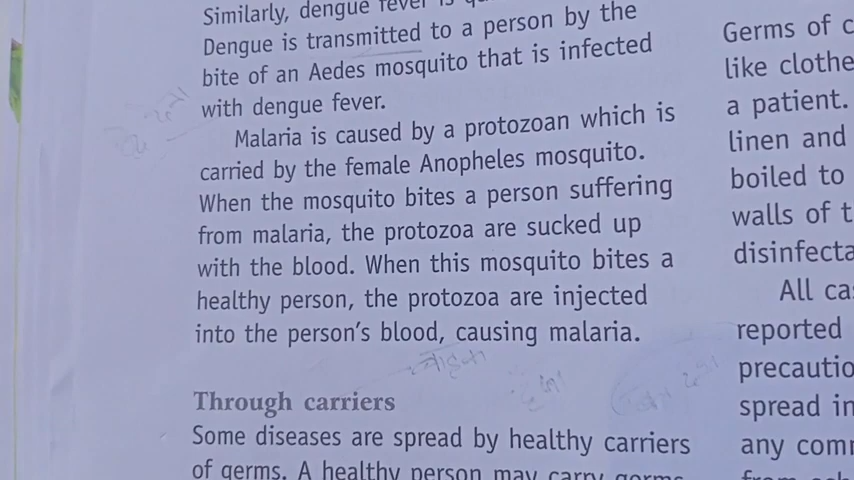 Similarly, dengue fever is
Dengue is transmitted to a person by the
bite of an Aedes mosquito that is infected
with dengue fever.
Malaria is caused by a protozoan which is
carried by the female Anopheles mosquito.
When the mosquito bites a person suffering
from malaria, the protozoa are sucked up
with the blood. When this mosquito bites a
healthy person, the protozoa are injected
into the person's blood, causing malaria.
Through carriers
Some diseases are spread by healthy carriers
of germs. A healthy person may carry germs
Germs of
like
a patient.
linen and
boiled to
walls of
All
reported
spread in
any